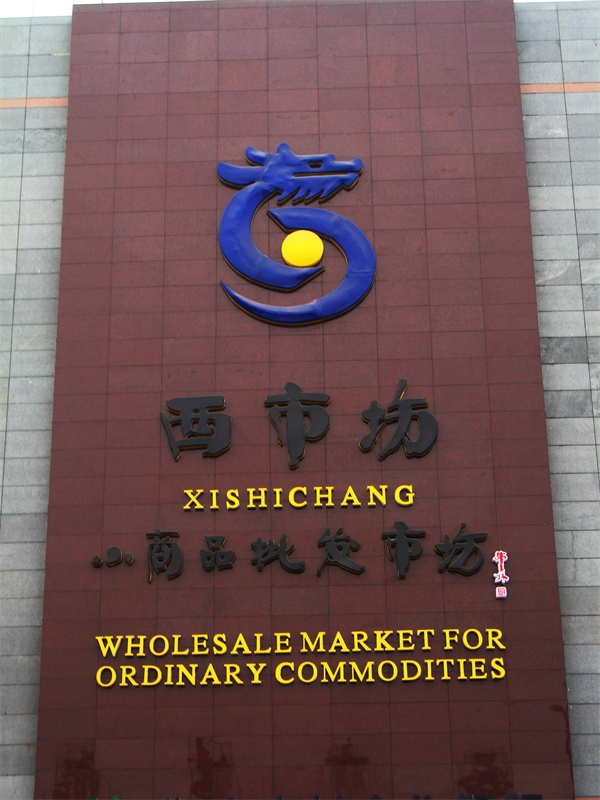 西市场
XISHICHANG
小商品批发市场
WHOLESALE MARKET FOR
ORDINARY COMMODITIES